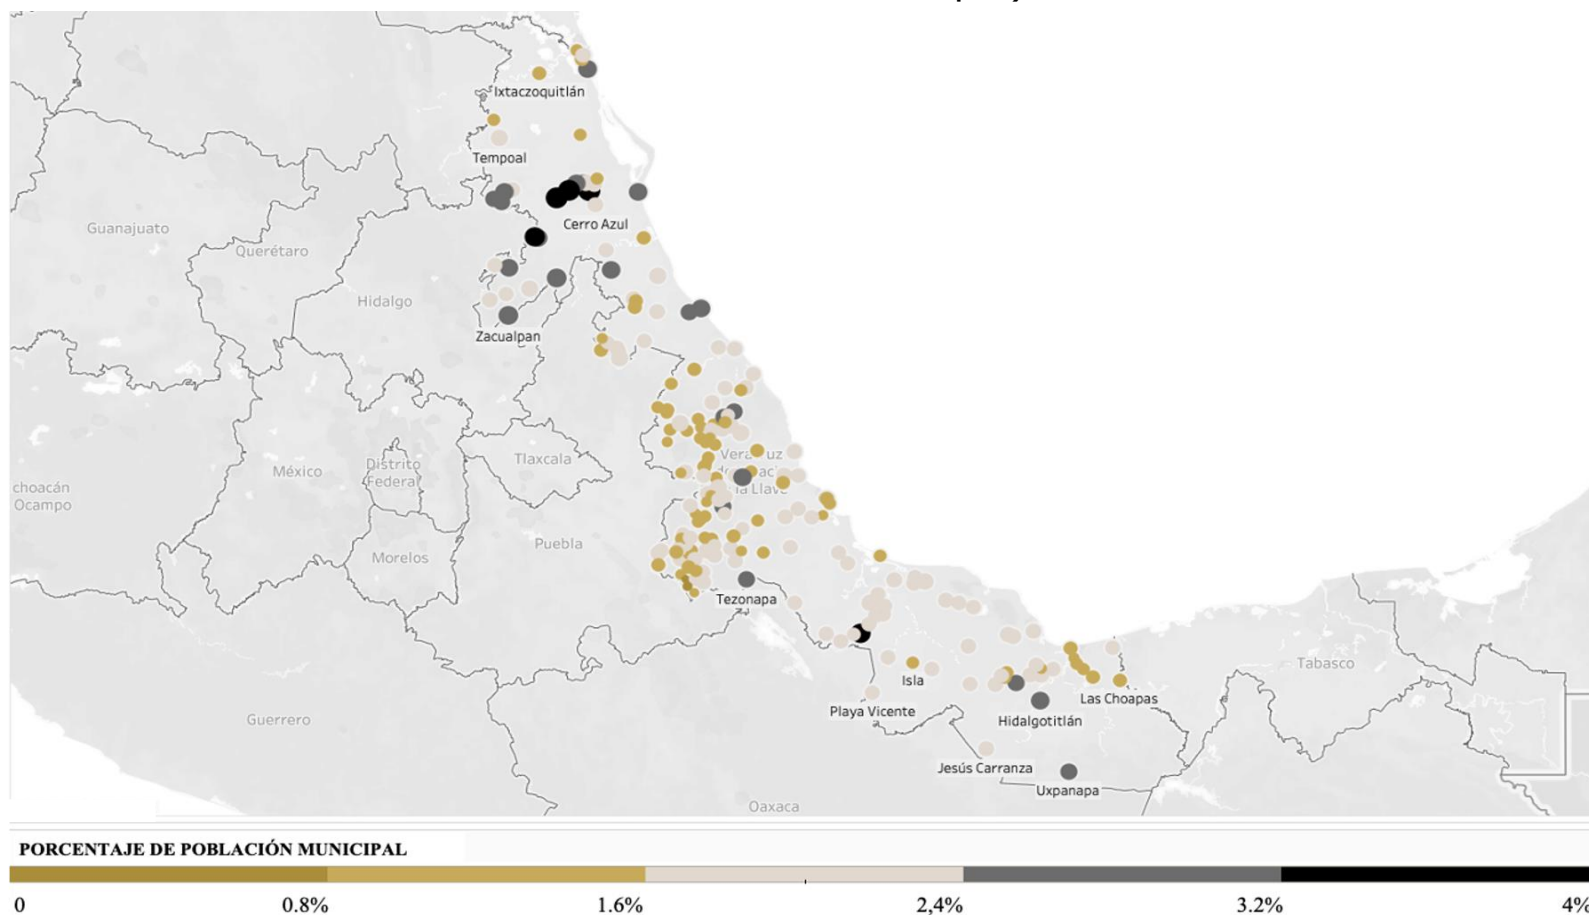 Ixtaczoquitlán
Tempoal
Cerro Azul
Guanajuato
Querétaro
Hidalgo
Zacualpan
México
Distrito
Federal
Tlaxcala
choacán
Ocampo
la Llave
Morelos
Puebla
Tezonapa
Isla
Tabasco
Playa Vicente
Las Choapas
Hidalgotitlán
Guerrero
Jesús Carranza
Uxpanapa
Oaxaca
PORCENTAJE DE POBLACIÓN MUNICIPAL
0 0.8% 1.6% 2,4% 3.2% 4%